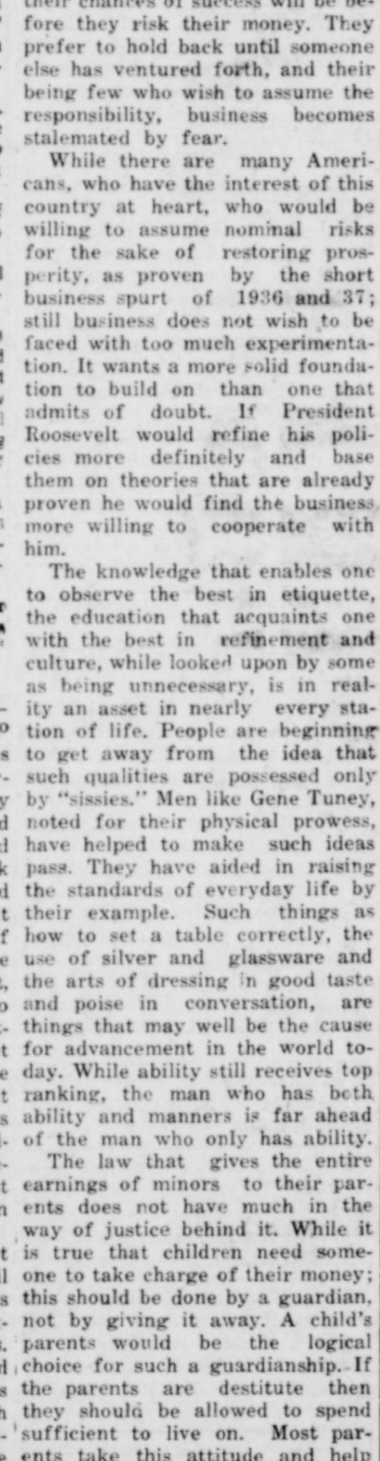 their chances of success will be be-
fore they risk their money. They
prefer to hold back until someone
else has ventured forth, and their
being few who wish to assume the
responsibility, business becomes
stalemated by fear.
While there are many Ameri-
cans, who have the interest of this
country at heart, who would be
willing to assume nominal risks
for the sake of restoring pros-
perity, as proven by the short
business spurt of 1936 and 37;
still business does not wish to be
faced with too much experimenta-
tion. It wants a more solid founda-
tion to build on than one that
admits of doubt. If President
Roosevelt would refine his poli-
cies more definitely and base
them on theories that are already
proven he would find the business
more willing to cooperate with
him.
The knowledge that enables one
to observe the best in etiquette,
the education that acquaints one
with the best in refinement and
culture, while looked upon by some
as being unnecessary, is in real-
ity an asset in nearly every sta-
tion of life. People are beginning
to get away from the idea that
such qualities are possessed only
by "sissies." Men like Gene Tuney,
noted for their physical prowess,
have helped to make such ideas
pass. They have aided in raising
the standards of everyday life by
their example. Such things as
how to set a table correctly, the
use of silver and glassware and
the arts of dressing in good taste
and poise in conversation, are
things that may well be the cause
for advancement in the world to-
day. While ability still receives top
ranking, the man who has both
ability and manners is far ahead
of the man who only has ability.
The law that gives the entire
earnings of minors to their par-
ents does not have much in the
way of justice behind it. While it
is true that children need some-
one to take charge of their money;
this should be done by a guardian,
not by giving it away. A child's
parents would be the logical
choice for such a guardianship. If
the parents are destitute then
they should be allowed to spend
sufficient to live on. Most par-
ents take this attitude and help